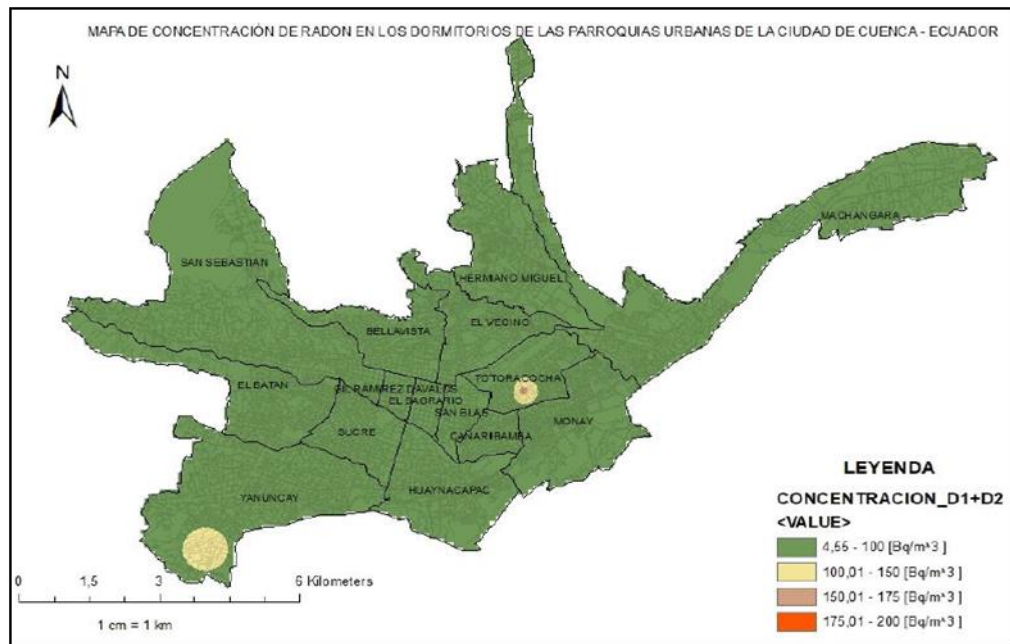 MAPA DE CONCENTRACIÓN DE RADON EN LOS DORMITORIOS DE LAS PARROQUIAS URBANAS DE LA CIUDAD DE CUENCA - ECUADOR
N
MACHANGARA
SAN SEBASTIAN
HERMANO MIGUEL
EL VECINO
BELLAVISTA
TOTORACOCHA
EL BATAN
GIL RAMIREZ DAVALOS
EL SAGRARIO
SAN BLAS
MONAY
SUCRE
CAÑARIBAMBA
YANUNCAY
HUAYNACAPAC
LEYENDA
CONCENTRACION_D1+D2
<VALUE>
4,55 - 100 [Bq/m^3 ]
100,01 - 150 [Bq/m^3 ]
150,01 - 175 [Bq/m^3 ]
175,01 - 200 [Bq/m^3 ]
0 1,5 3 6 Kilometers
1 cm = 1 km